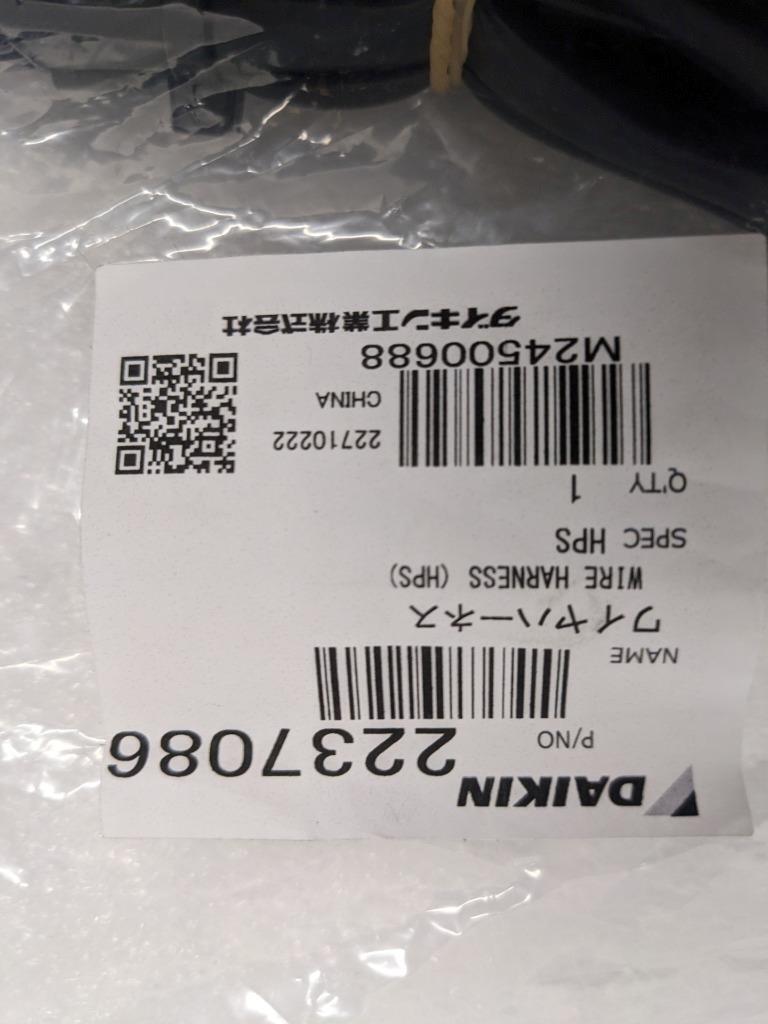 DAIKIN
P/NO 2237086
NAME
ワイヤハーネス
WIRE HARNESS (HPS)
SPEC HPS
Q'TY 1
22710222
CHINA
M24500688
ダイキン工業株式会社